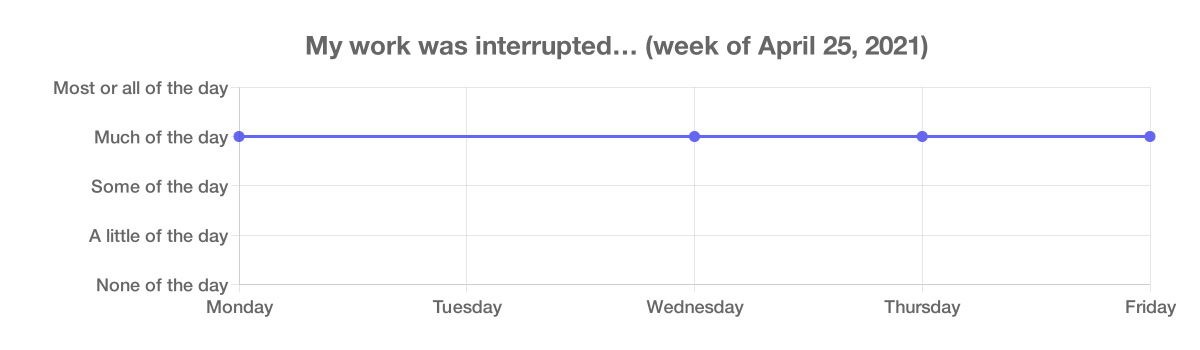 My work was interrupted… (week of April 25, 2021)
Most or all of the day
Much of the day
Some of the day
A little of the day
None of the day
Monday Tuesday Wednesday Thursday Friday